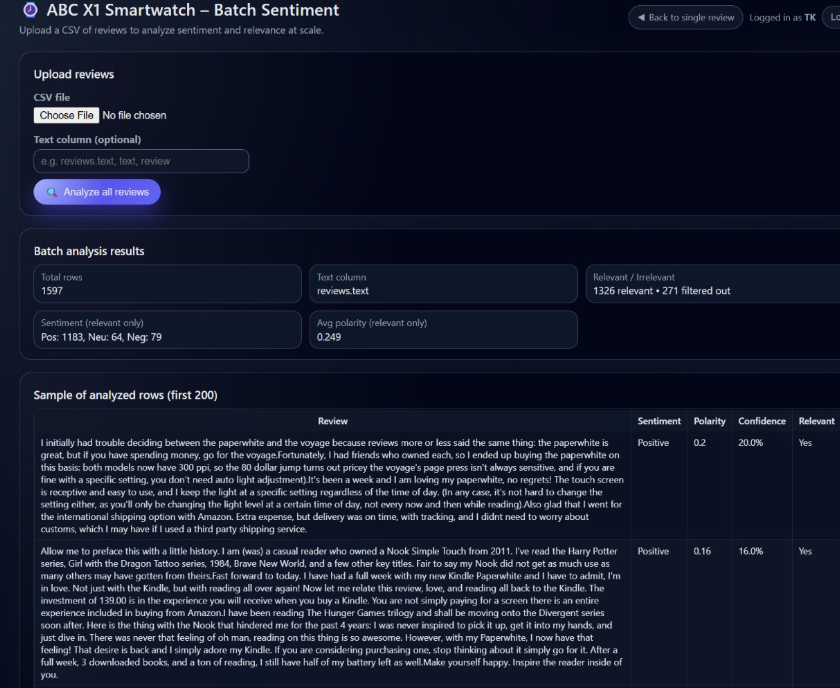 ABC X1 Smartwatch – Batch Sentiment
Upload a CSV of reviews to analyze sentiment and relevance at scale.
◄ Back to single review
Logged in as TK
Lo
Upload reviews
CSV file
Choose File No file chosen
Text column (optional)
e.g. reviews.text, text, review
Analyze all reviews
Batch analysis results
Total rows
1597
Text column
reviews.text
Relevant / Irrelevant
1326 relevant • 271 filtered out
Sentiment (relevant only)
Pos: 1183, Neu: 64, Neg: 79
Avg polarity (relevant only)
0.249
Sample of analyzed rows (first 200)
Review Sentiment Polarity Confidence Relevant
I initially had trouble deciding between the paperwhite and the voyage because reviews more or less said the same thing: the paperwhite is
great, but if you have spending money, go for the voyage.Fortunately, I had friends who owned each, so I ended up buying the paperwhite on
this basis: both models now have 300 ppi, so the 80 dollar jump turns out pricey the voyage's page press isn't always sensitive, and if you are
fine with a specific setting, you don't need auto light adjustment).It's been a week and I am loving my paperwhite, no regrets! The touch screen
is receptive and easy to use, and I keep the light at a specific setting regardless of the time of day. (In any case, it's not hard to change the
setting either, as you'll only be changing the light level at a certain time of day, not every now and then while reading).Also glad that I went for
the international shipping option with Amazon. Extra expense, but delivery was on time, with tracking, and I didnt need to worry about
customs, which I may have if I used a third party shipping service.
Positive 0.2 20.0% Yes
Allow me to preface this with a little history. I am (was) a casual reader who owned a Nook Simple Touch from 2011. I've read the Harry Potter
series, Girl with the Dragon Tattoo series, 1984, Brave New World, and a few other key titles. Fair to say my Nook did not get as much use as
many others may have gotten from theirs.Fast forward to today. I have had a full week with my new Kindle Paperwhite and I have to admit, I'm
in love. Not just with the Kindle, but with reading all over again! Now let me relate this review, love, and reading all back to the Kindle. The
investment of 139.00 is in the experience you will receive when you buy a Kindle. You are not simply paying for a screen there is an entire
experience included in buying from Amazon.I have been reading The Hunger Games trilogy and shall be moving onto the Divergent series
soon after. Here is the thing with the Nook that hindered me for the past 4 years: I was never inspired to pick it up, get it into my hands, and
just dive in. There was never that feeling of oh man, reading on this thing is so awesome. However, with my Paperwhite, I now have that
feeling! That desire is back and I simply adore my Kindle. If you are considering purchasing one, stop thinking about it simply go for it. After a
full week, 3 downloaded books, and a ton of reading, I still have half of my battery left as well.Make yourself happy. Inspire the reader inside of
you.
Positive 0.16 16.0% Yes